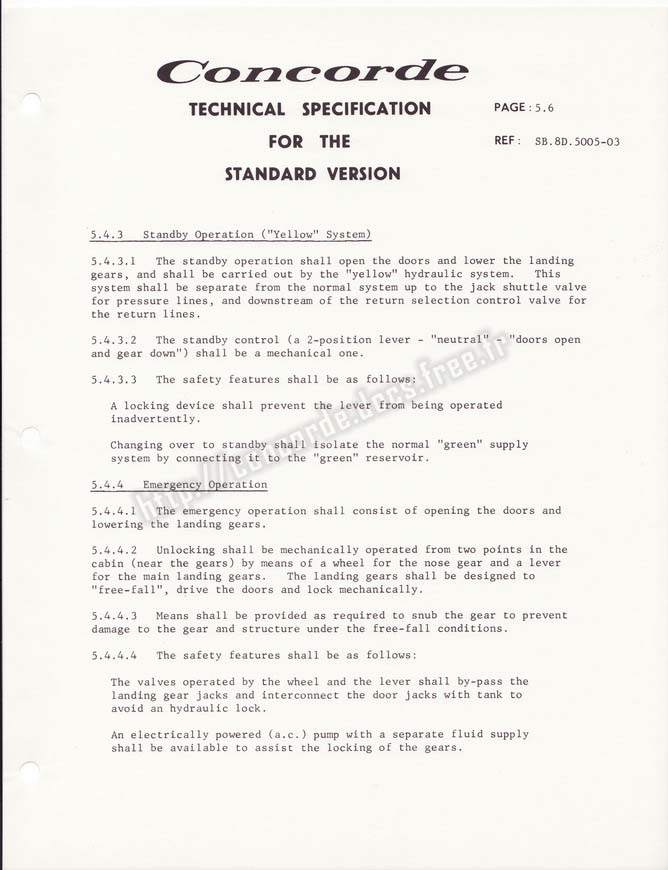 Concorde
TECHNICAL SPECIFICATION
FOR THE
STANDARD VERSION
PAGE: 5.6
REF: SB.8D.5005-03
5.4.3 Standby Operation ("Yellow" System)
5.4.3.1 The standby operation shall open the doors and lower the landing
gears, and shall be carried out by the "yellow" hydraulic system. This
system shall be separate from the normal system up to the jack shuttle valve
for pressure lines, and downstream of the return selection control valve for
the return lines.
5.4.3.2 The standby control (a 2-position lever - "neutral" - "doors open
and gear down") shall be a mechanical one.
5.4.3.3 The safety features shall be as follows:
A locking device shall prevent the lever from being operated
inadvertently.
Changing over to standby shall isolate the normal "green" supply
system by connecting it to the "green" reservoir.
5.4.4 Emergency Operation
5.4.4.1 The emergency operation shall consist of opening the doors and
lowering the landing gears.
5.4.4.2 Unlocking shall be mechanically operated from two points in the
cabin (near the gears) by means of a wheel for the nose gear and a lever
for the main landing gears. The landing gears shall be designed to
"free-fall", drive the doors and lock mechanically.
5.4.4.3 Means shall be provided as required to snub the gear to prevent
damage to the gear and structure under the free-fall conditions.
5.4.4.4 The safety features shall be as follows:
The valves operated by the wheel and the lever shall by-pass the
landing gear jacks and interconnect the door jacks with tank to
avoid an hydraulic lock.
An electrically powered (a.c.) pump with a separate fluid supply
shall be available to assist the locking of the gears.
http://concorde.docs.free.fr